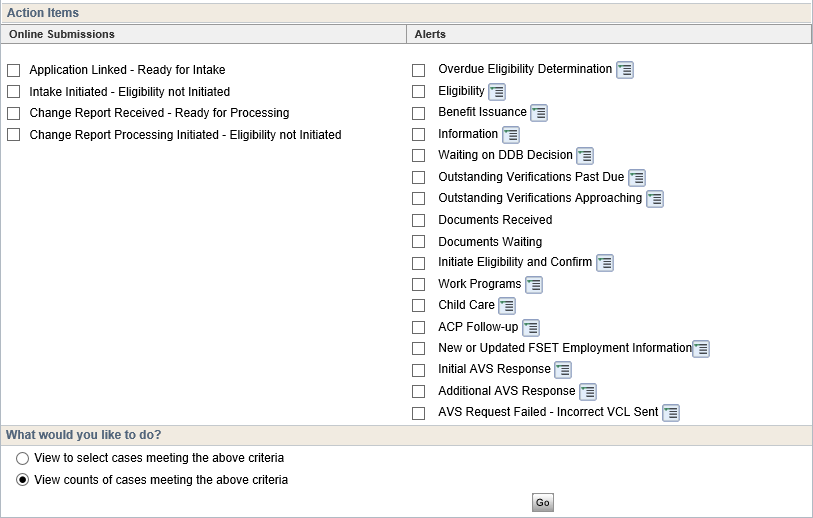 Action Items
Online Submissions
Alerts
Application Linked - Ready for Intake
Intake Initiated - Eligibility not Initiated
Change Report Received - Ready for Processing
Change Report Processing Initiated - Eligibility not Initiated
Overdue Eligibility Determination
Eligibility
Benefit Issuance
Information
Waiting on DDB Decision
Outstanding Verifications Past Due
Outstanding Verifications Approaching
Documents Received
Documents Waiting
Initiate Eligibility and Confirm
Work Programs
Child Care
ACP Follow-up
New or Updated FSET Employment Information
Initial AVS Response
Additional AVS Response
AVS Request Failed - Incorrect VCL Sent
What would you like to do?
View to select cases meeting the above criteria
View counts of cases meeting the above criteria
Go